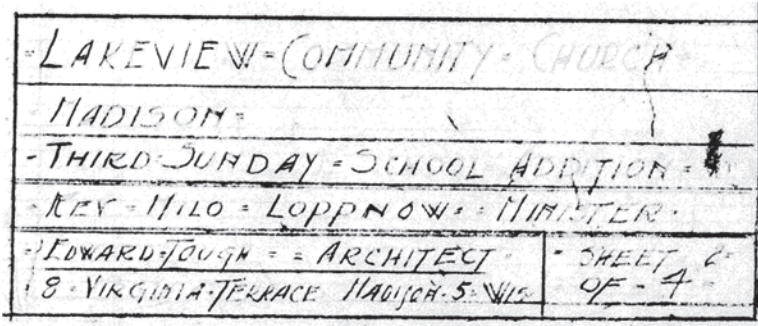 - LAKEVIEW - COMMUNITY - CHURCH -
- MADISON -
- THIRD - SUNDAY - SCHOOL ADDITION -
- REV - MILO - LOPPNOW - MINISTER -
- EDWARD - TOUGH - - ARCHITECT -
8 - VIRGINIA - TERRACE MADISON - 5 - WIS
- SHEET 2 -
OF - 4 -